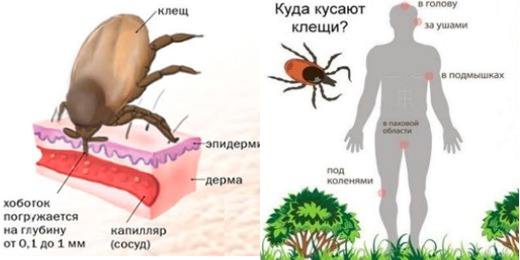 клещ
эпидерми
дерма
хоботок
погружается
на глубину
от 0,1 до 1 мм
капилляр
(сосуд)
Куда кусают
клещи?
в голову
за ушами
в подмышках
в паховой
области
под
коленями